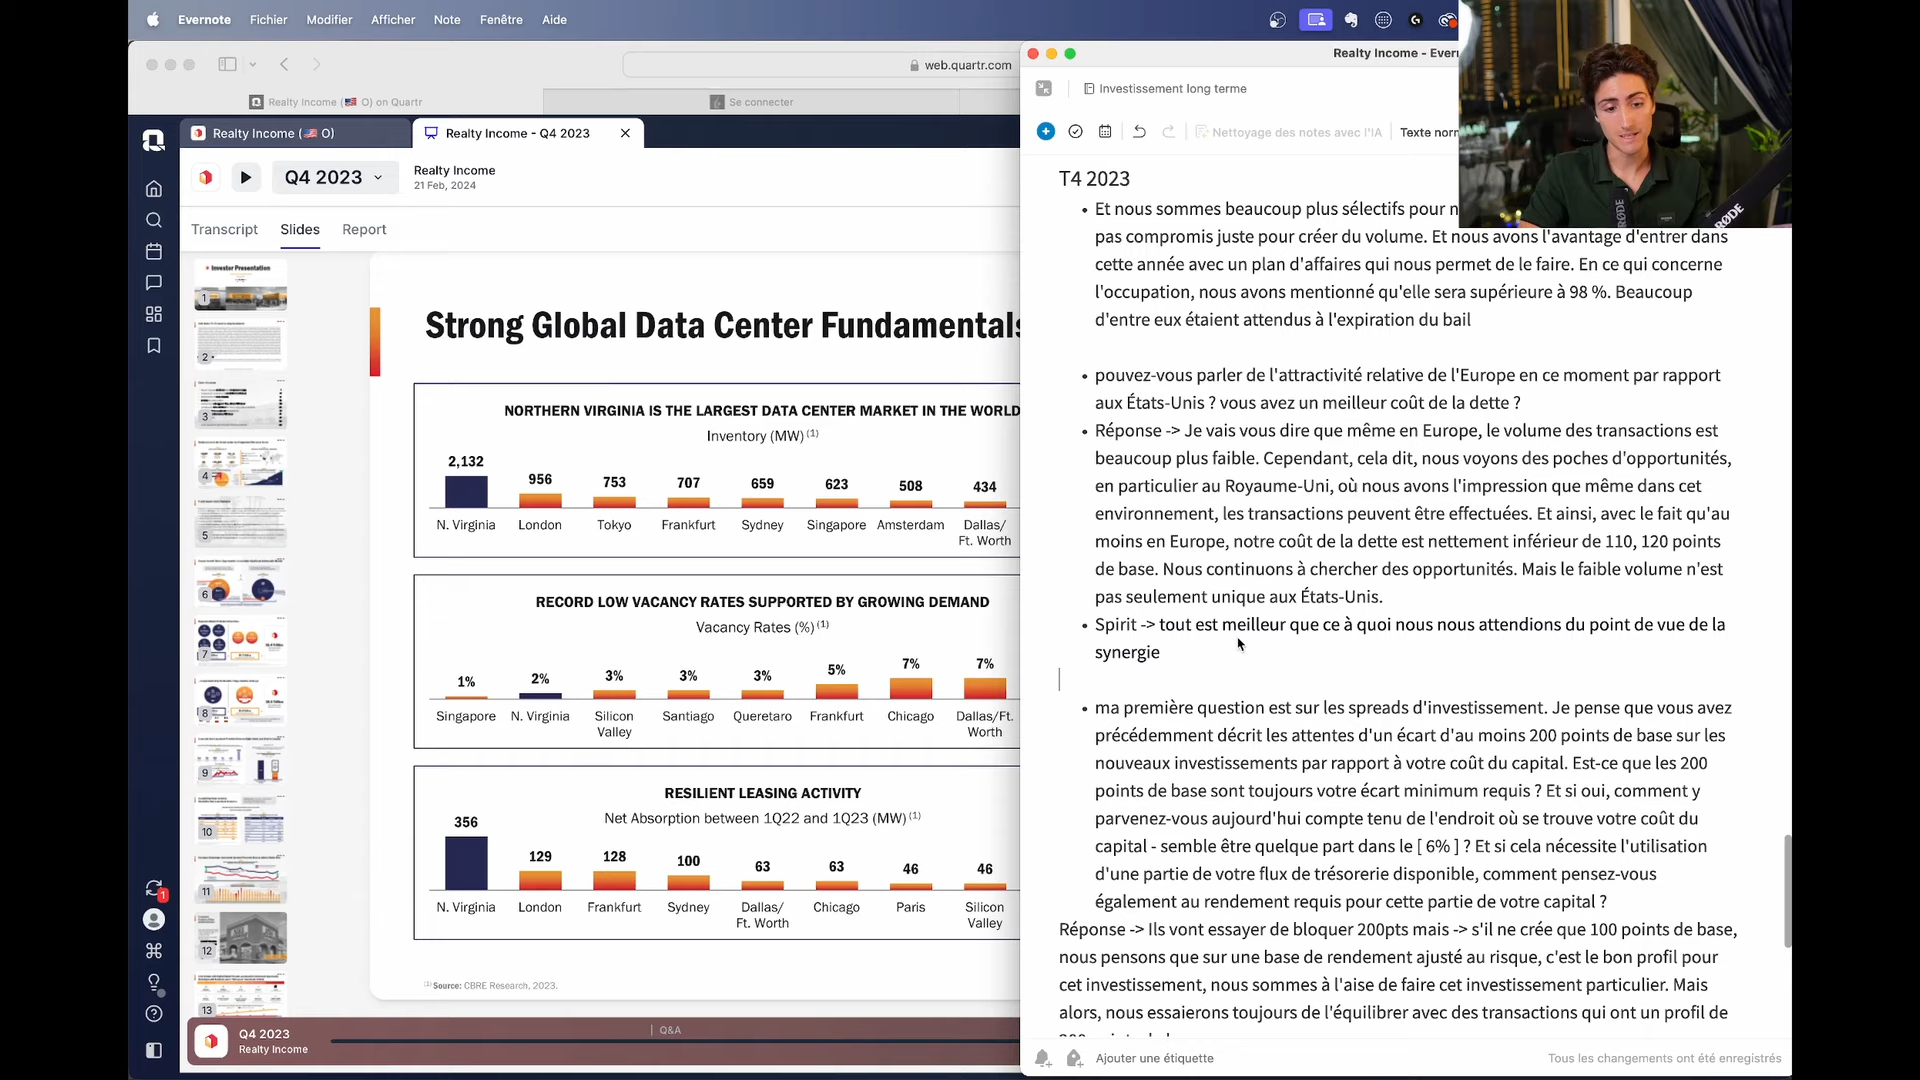 Evernote Fichier Modifier Afficher Note Fenêtre Aide
web.quartr.com
Realty Income (🇺🇸 O) on Quartr
Se connecter
Realty Income (🇺🇸 O)
Realty Income - Q4 2023
Q4 2023
Realty Income
21 Feb, 2024
Transcript Slides Report
Investor Presentation
1
2
3
4
5
6
7
8
9
10
11
12
13
Strong Global Data Center Fundamentals
NORTHERN VIRGINIA IS THE LARGEST DATA CENTER MARKET IN THE WORLD
Inventory (MW) (1)
2,132 956 753 707 659 623 508 434
N. Virginia London Tokyo Frankfurt Sydney Singapore Amsterdam Dallas/
Ft. Worth
RECORD LOW VACANCY RATES SUPPORTED BY GROWING DEMAND
Vacancy Rates (%) (1)
1% 2% 3% 3% 3% 5% 7% 7%
Singapore N. Virginia Silicon Santiago Queretaro Frankfurt Chicago Dallas/Ft.
Valley Worth
RESILIENT LEASING ACTIVITY
Net Absorption between 1Q22 and 1Q23 (MW) (1)
356 129 128 100 63 63 46 46
N. Virginia London Frankfurt Sydney Dallas/ Chicago Paris Silicon
Ft. Worth Valley
(1) Source: CBRE Research, 2023.
1
Q4 2023
Realty Income
Q&A
Realty Income - Ever
Investissement long terme
Nettoyage des notes avec l'IA
Texte norm
RØDE
RØDE
T4 2023
• Et nous sommes beaucoup plus sélectifs pour n
pas compromis juste pour créer du volume. Et nous avons l'avantage d'entrer dans
cette année avec un plan d'affaires qui nous permet de le faire. En ce qui concerne
l'occupation, nous avons mentionné qu'elle sera supérieure à 98 %. Beaucoup
d'entre eux étaient attendus à l'expiration du bail
• pouvez-vous parler de l'attractivité relative de l'Europe en ce moment par rapport
aux États-Unis ? vous avez un meilleur coût de la dette ?
• Réponse -> Je vais vous dire que même en Europe, le volume des transactions est
beaucoup plus faible. Cependant, cela dit, nous voyons des poches d'opportunités,
en particulier au Royaume-Uni, où nous avons l'impression que même dans cet
environnement, les transactions peuvent être effectuées. Et ainsi, avec le fait qu'au
moins en Europe, notre coût de la dette est nettement inférieur de 110, 120 points
de base. Nous continuons à chercher des opportunités. Mais le faible volume n'est
pas seulement unique aux États-Unis.
• Spirit -> tout est meilleur que ce à quoi nous nous attendions du point de vue de la
synergie
• ma première question est sur les spreads d'investissement. Je pense que vous avez
précédemment décrit les attentes d'un écart d'au moins 200 points de base sur les
nouveaux investissements par rapport à votre coût du capital. Est-ce que les 200
points de base sont toujours votre écart minimum requis ? Et si oui, comment y
parvenez-vous aujourd'hui compte tenu de l'endroit où se trouve votre coût du
capital - semble être quelque part dans le [ 6% ] ? Et si cela nécessite l'utilisation
d'une partie de votre flux de trésorerie disponible, comment pensez-vous
également au rendement requis pour cette partie de votre capital ?
Réponse -> Ils vont essayer de bloquer 200pts mais -> s'il ne crée que 100 points de base,
nous pensons que sur une base de rendement ajusté au risque, c'est le bon profil pour
cet investissement, nous sommes à l'aise de faire cet investissement particulier. Mais
alors, nous essaierons toujours de l'équilibrer avec des transactions qui ont un profil de
Ajouter une étiquette
Tous les changements ont été enregistrés